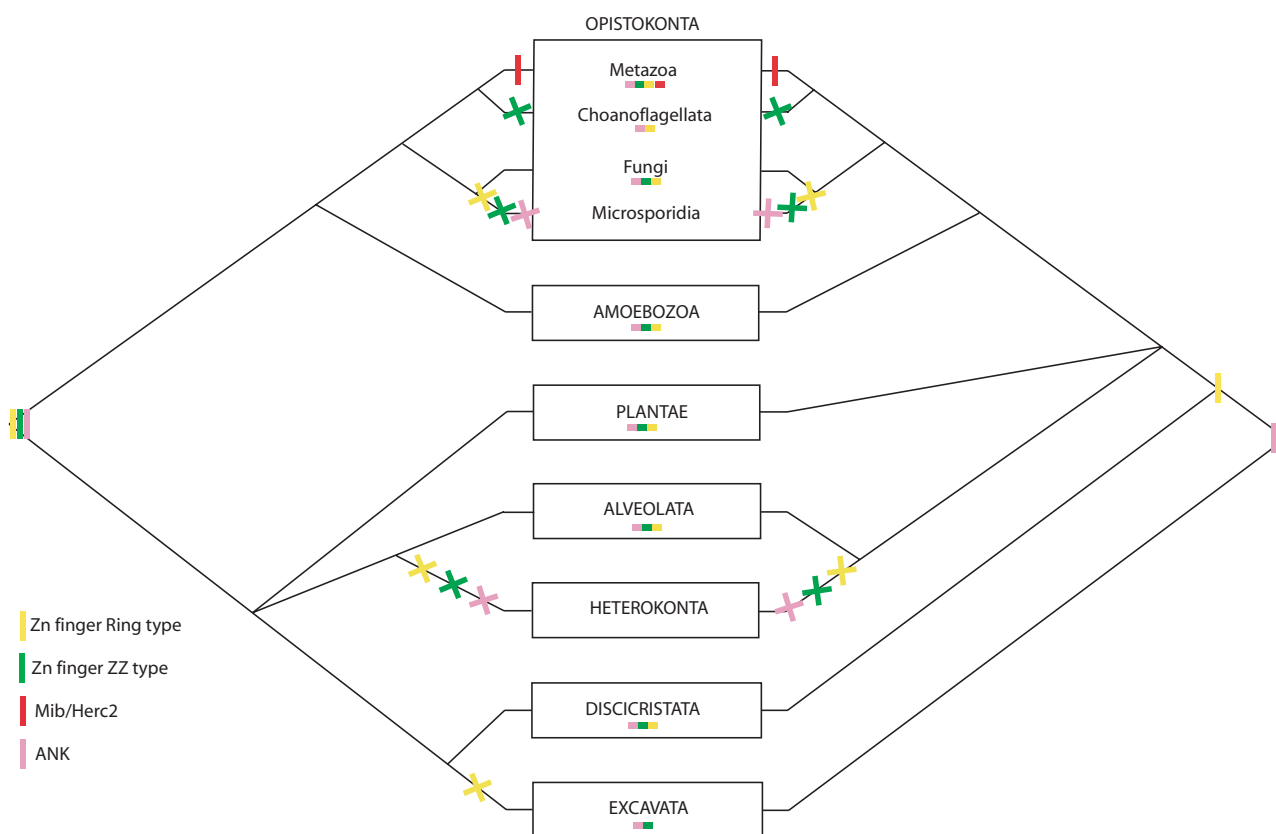 OPISTOKONTA
Metazoa
Choanoflagellata
Fungi
Microsporidia
AMOEBOZOA
PLANTAE
ALVEOLATA
HETEROKONTA
DISCICRISTATA
EXCAVATA
Zn finger Ring type
Zn finger ZZ type
Mib/Herc2
ANK